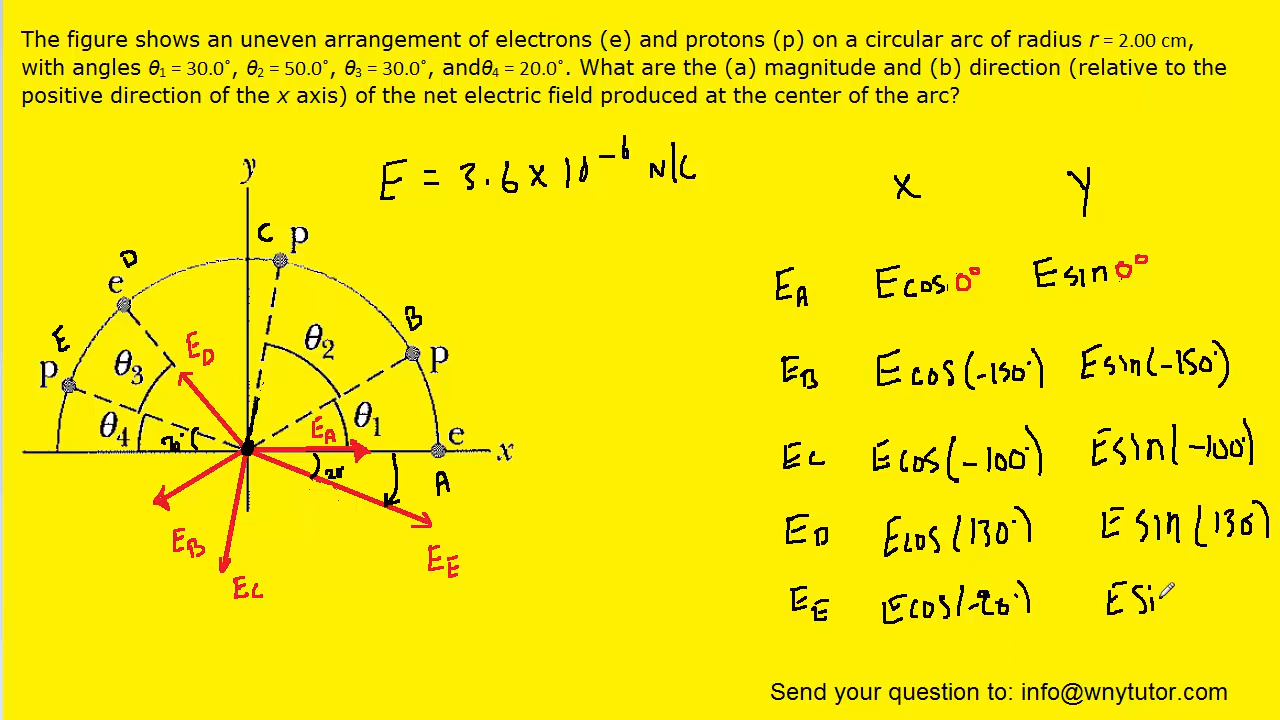 The figure shows an uneven arrangement of electrons (e) and protons (p) on a circular arc of radius r = 2.00 cm,
with angles θ₁ = 30.0˚, θ₂ = 50.0˚, θ₃ = 30.0˚, andθ₄ = 20.0˚. What are the (a) magnitude and (b) direction (relative to the
positive direction of the x axis) of the net electric field produced at the center of the arc?
E = 3.6 x 10⁻⁶ N/C
y
x y
C p
D
e
E_A E cos 0° E sin 0°
B
p
E
p
E_D
θ₂
θ₃
E_B E cos (-150°) E sin (-150°)
θ₄
20°
E_A
θ₁
e
x
20°
A
E_C E cos (-100°) E sin (-100°)
E_B
E_C
E_E
E_D E cos (130°) E sin (130°)
E_E E cos (-20°) E Si
Send your question to: info@wnytutor.com